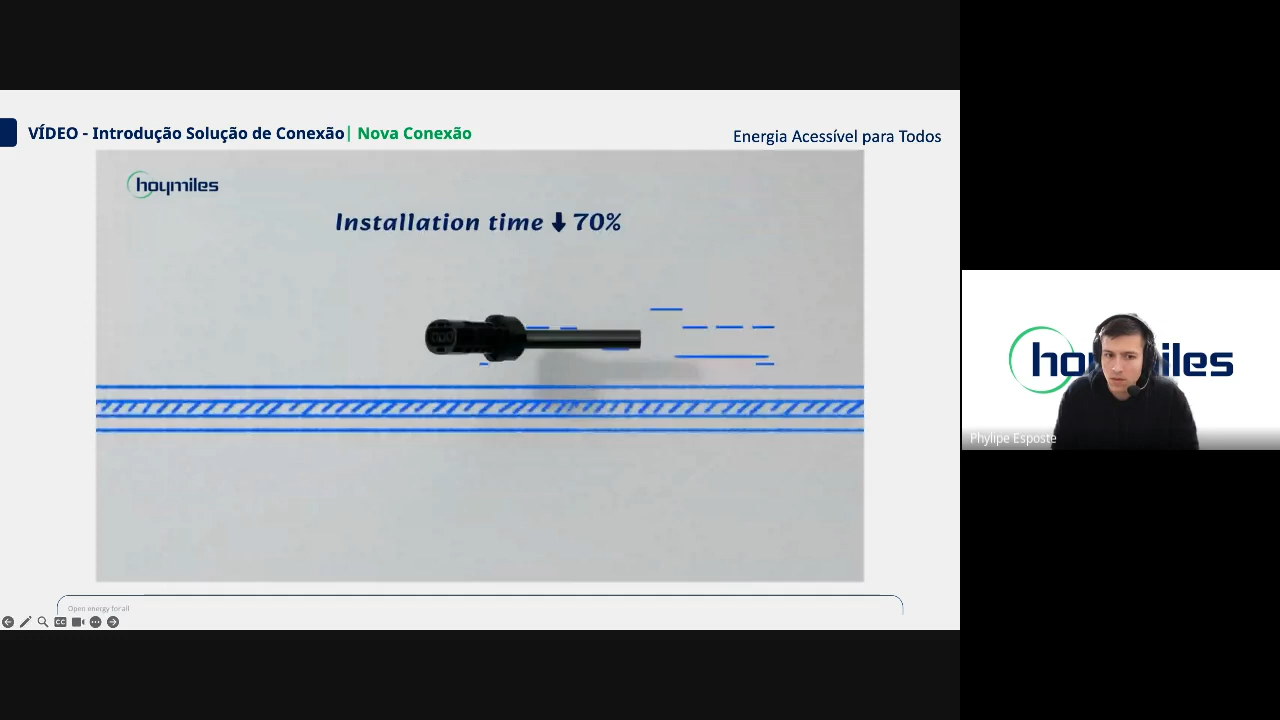 VÍDEO - Introdução Solução de Conexão| Nova Conexão
Energia Acessível para Todos
hoymiles
Installation time ⬇ 70%
hoymiles
Phylipe Esposte
Open energy for all
CC